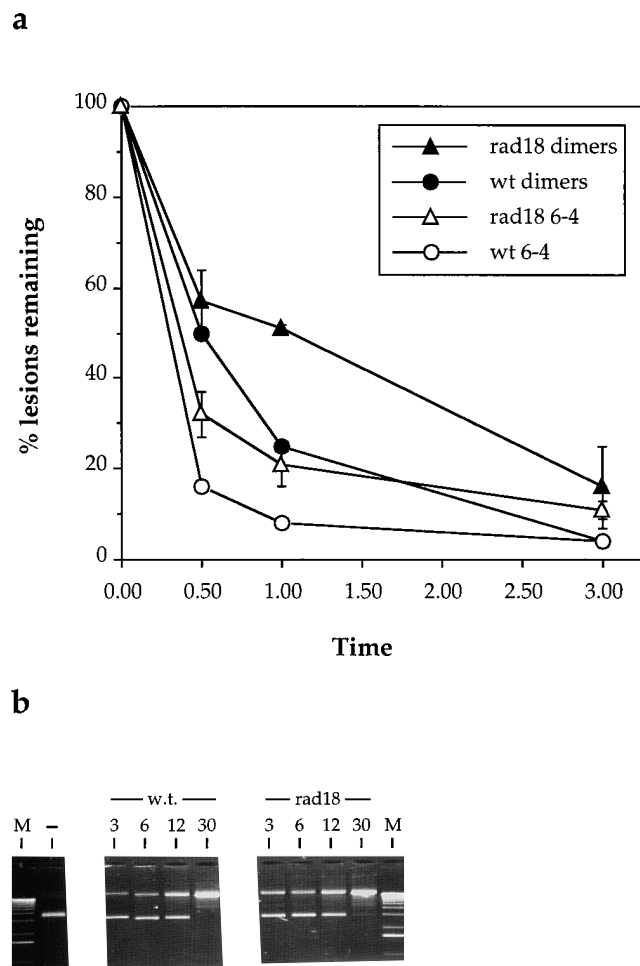 a
% lesions remaining
100
80
60
40
20
0
rad18 dimers
wt dimers
rad18 6-4
wt 6-4
0.00 0.50 1.00 1.50 2.00 2.50 3.00
Time
b
w.t. rad18
M – 3 6 12 30 3 6 12 30 M